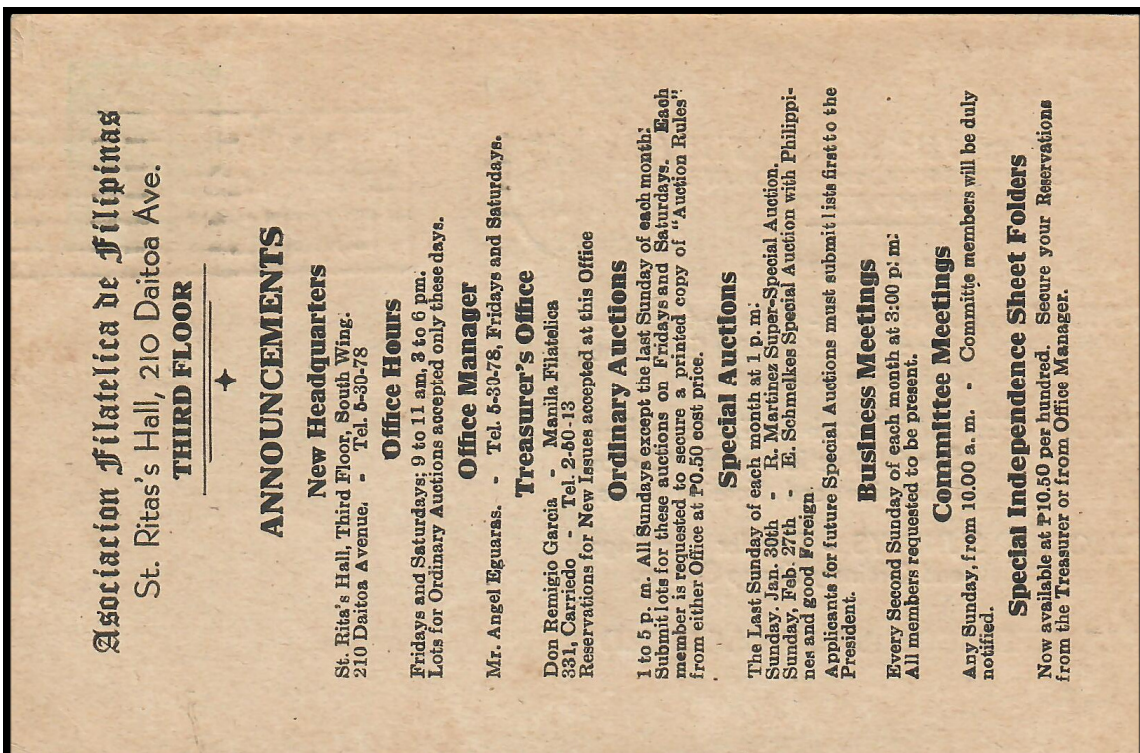 Asociacion Filatelica de Filipinas
St. Ritas's Hall, 210 Daitoa Ave.
THIRD FLOOR
ANNOUNCEMENTS
New Headquarters
St. Rita's Hall, Third Floor, South Wing.
210 Daitoa Avenue. - Tel. 5-30-78
Office Hours
Fridays and Saturdays; 9 to 11 am, 3 to 6 pm.
Lots for Ordinary Auctions accepted only these days.
Office Manager
Mr. Angel Eguaras. - Tel. 5-30-78, Fridays and Saturdays.
Treasurer's Office
Don Remigio Garcia - Manila Filatelica
331, Carriedo - Tel. 2-60-13
Reservations for New Issues accepted at this Office
Ordinary Auctions
1 to 5 p. m. All Sundays except the last Sunday of each month:
Submit lots for these auctions on Fridays and Saturdays. Each
member is requested to secure a printed copy of "Auction Rules"
from either Office at P0.50 cost price.
Special Auctions
The Last Sunday of each month at 1 p. m:
Sunday, Jan. 30th - R. Martinez Super-Special Auction.
Sunday, Feb. 27th - E. Schmelkes Special Auction with Philippi-
nes and good Foreign.
Applicants for future Special Auctions must submit lists first to the
President.
Business Meetings
Every Second Sunday of each month at 3:00 p: m:
All members requested to be present.
Committee Meetings
Any Sunday, from 10.00 a. m. - Committe members will be duly
notified.
Special Independence Sheet Folders
Now available at P10.50 per hundred. Secure your Reservations
from the Treasurer or from Office Manager.